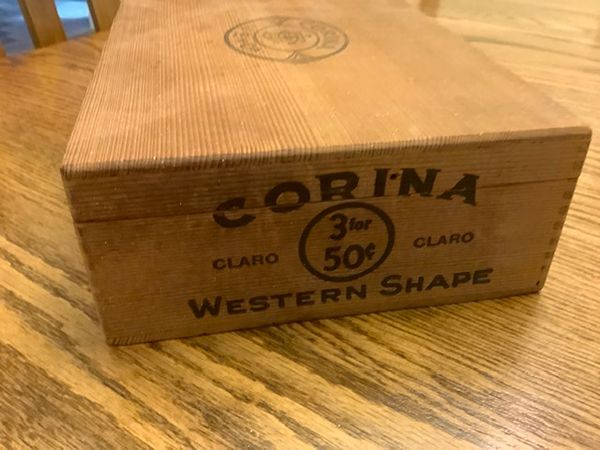 CORINA
3 for
50¢
CLARO
CLARO
WESTERN SHAPE